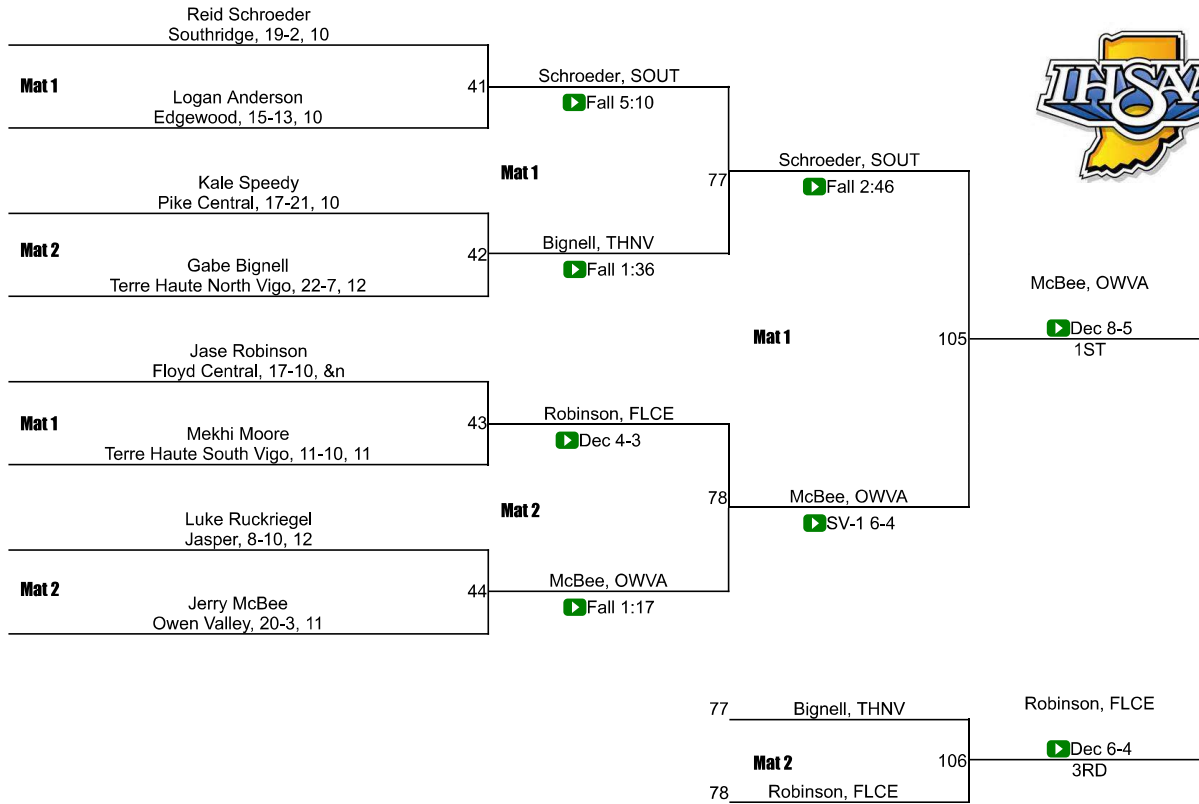 Reid Schroeder
Southridge, 19-2, 10
Mat 1
41
Logan Anderson
Edgewood, 15-13, 10
Schroeder, SOUT
Fall 5:10
Kale Speedy
Pike Central, 17-21, 10
Mat 2
42
Gabe Bignell
Terre Haute North Vigo, 22-7, 12
Bignell, THNV
Fall 1:36
Mat 1
77
Schroeder, SOUT
Fall 2:46
Jase Robinson
Floyd Central, 17-10, &n
Mat 1
43
Mekhi Moore
Terre Haute South Vigo, 11-10, 11
Robinson, FLCE
Dec 4-3
Luke Ruckriegel
Jasper, 8-10, 12
Mat 2
44
Jerry McBee
Owen Valley, 20-3, 11
McBee, OWVA
Fall 1:17
Mat 2
78
McBee, OWVA
SV-1 6-4
Mat 1
105
McBee, OWVA
Dec 8-5
1ST
IHSAA
77
Bignell, THNV
Mat 2
106
78
Robinson, FLCE
Robinson, FLCE
Dec 6-4
3RD